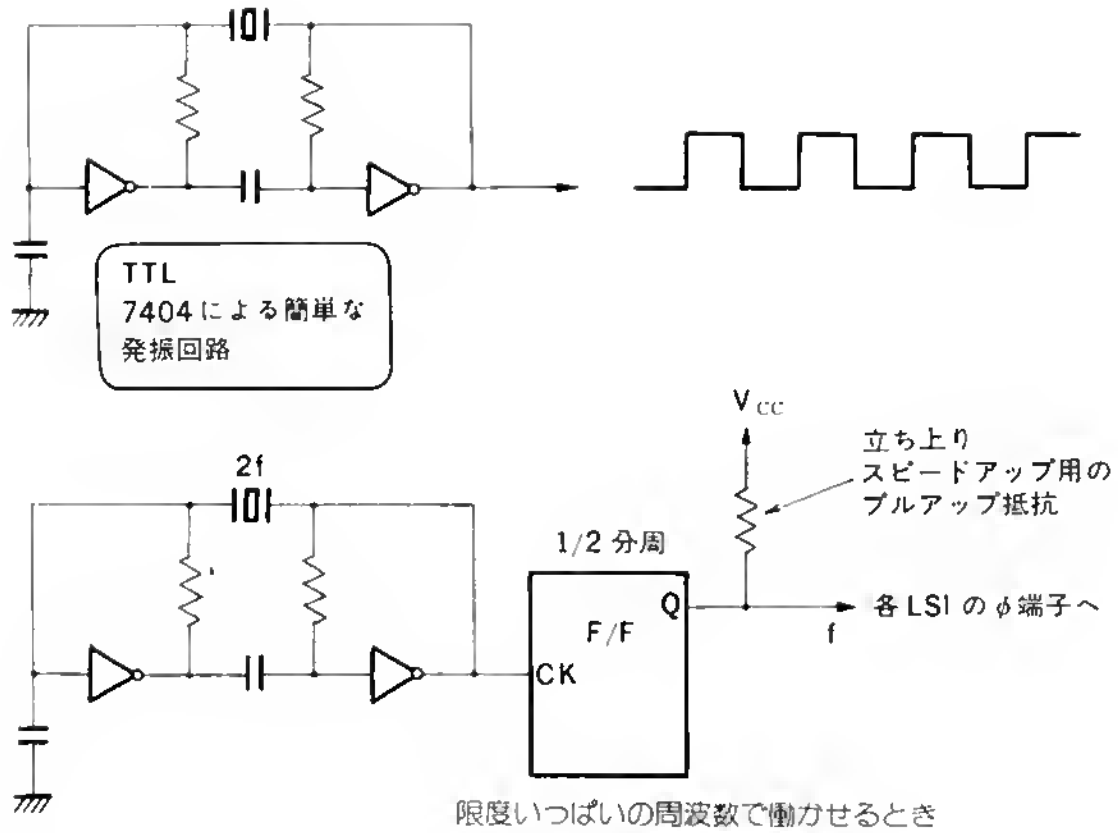 TTL
7404による簡単な
発振回路
VCC
立ち上り
スピードアップ用の
プルアップ抵抗
2f
1/2分周
Q
F/F
CK
各LSIのφ端子へ
f
限度いっぱいの周波数で働かせるとき